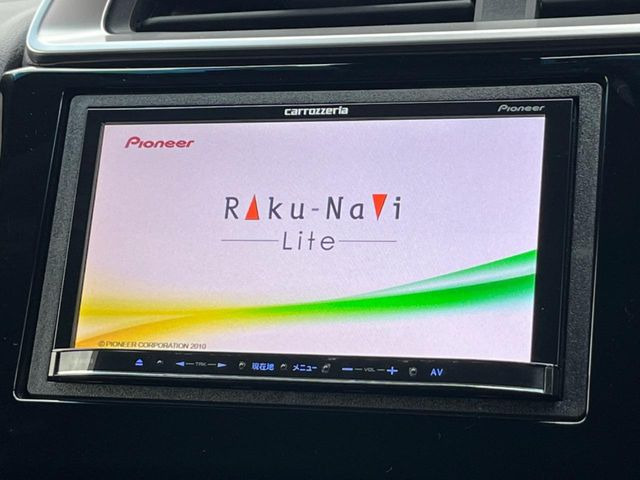 carrozzeria Pioneer
Pioneer
Raku-Navi
Lite
© PIONEER CORPORATION 2010
TRK 現在地 メニュー VOL AV